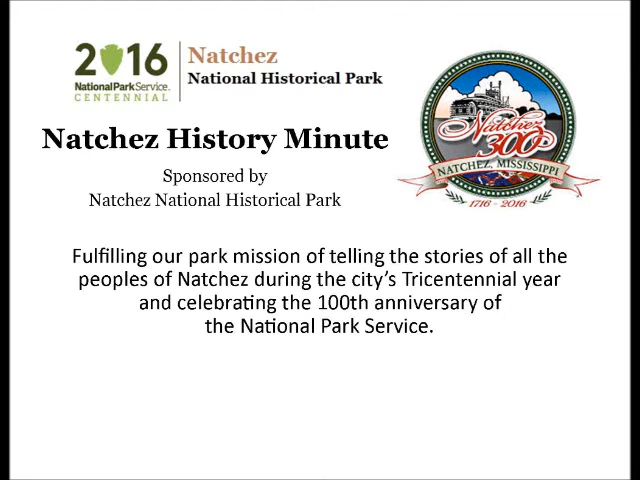 2016
National Park Service®
CENTENNIAL
Natchez
National Historical Park
Natchez History Minute
Sponsored by
Natchez National Historical Park
Natchez
300
NATCHEZ, MISSISSIPPI
1716 - 2016
Fulfilling our park mission of telling the stories of all the
peoples of Natchez during the city's Tricentennial year
and celebrating the 100th anniversary of
the National Park Service.